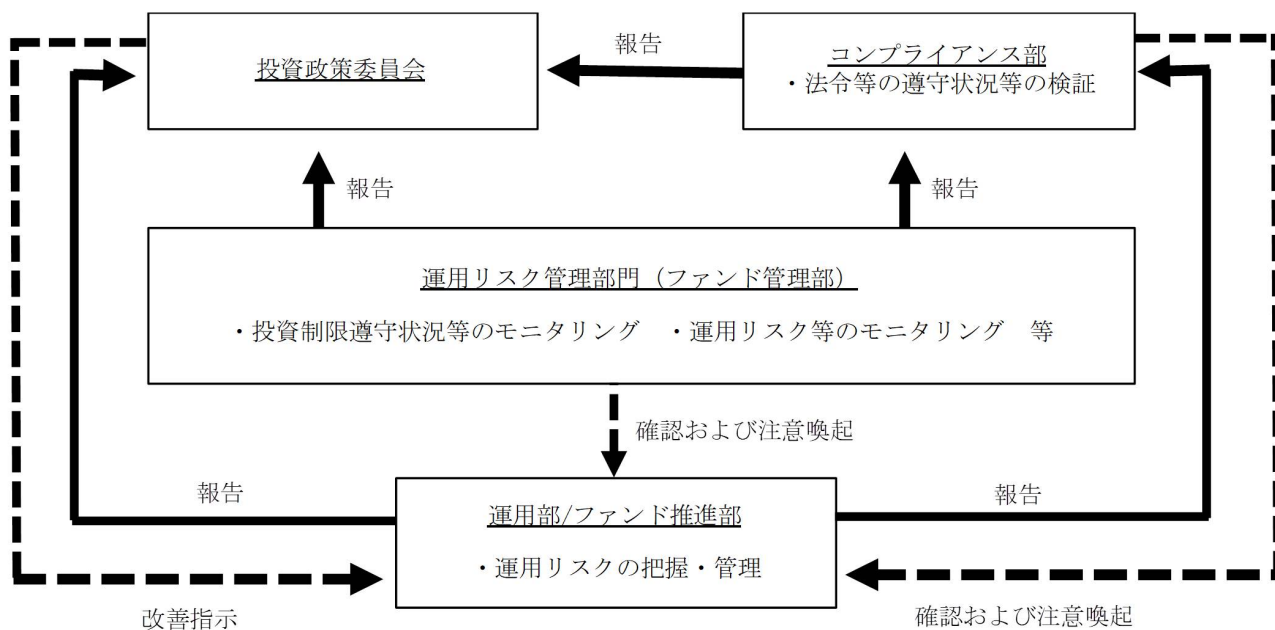 報告
投資政策委員会
コンプライアンス部
・法令等の遵守状況等の検証
報告
報告
運用リスク管理部門（ファンド管理部）
・投資制限遵守状況等のモニタリング　・運用リスク等のモニタリング　等
確認および注意喚起
報告
報告
運用部/ファンド推進部
・運用リスクの把握・管理
改善指示
確認および注意喚起